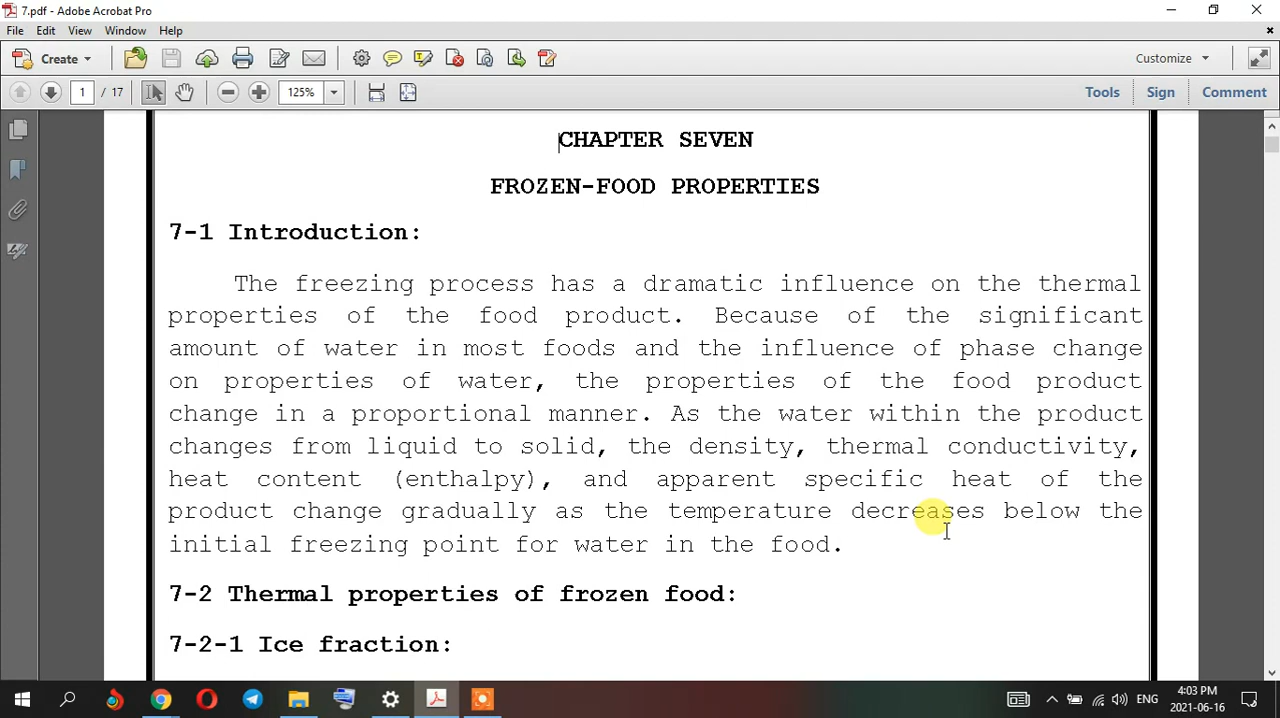 7.pdf - Adobe Acrobat Pro
File Edit View Window Help
Create
Customize
1 / 17
125%
Tools Sign Comment
CHAPTER SEVEN
FROZEN-FOOD PROPERTIES
7-1 Introduction:
The freezing process has a dramatic influence on the thermal
properties of the food product. Because of the significant
amount of water in most foods and the influence of phase change
on properties of water, the properties of the food product
change in a proportional manner. As the water within the product
changes from liquid to solid, the density, thermal conductivity,
heat content (enthalpy), and apparent specific heat of the
product change gradually as the temperature decreases below the
initial freezing point for water in the food.
7-2 Thermal properties of frozen food:
7-2-1 Ice fraction:
ENG
4:03 PM
2021-06-16